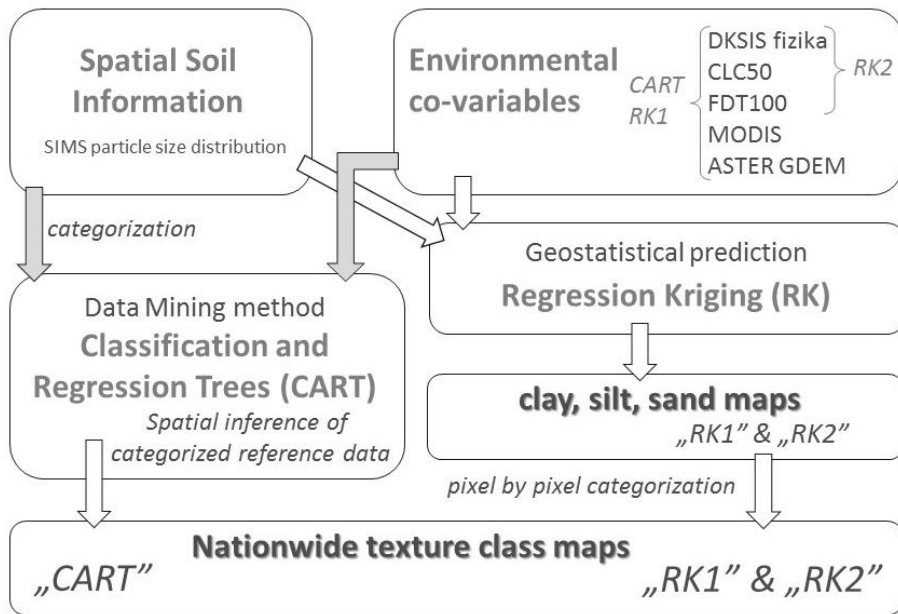 Spatial Soil
Information
SIMS particle size distribution
Environmental
co-variables
CART
RK1
DKSIS fizika
CLC50
FDT100
MODIS
ASTER GDEM
RK2
categorization
Geostatistical prediction
Regression Kriging (RK)
Data Mining method
Classification and
Regression Trees (CART)
Spatial inference of
categorized reference data
clay, silt, sand maps
„RK1” & „RK2”
pixel by pixel categorization
Nationwide texture class maps
„CART”
„RK1” & „RK2”